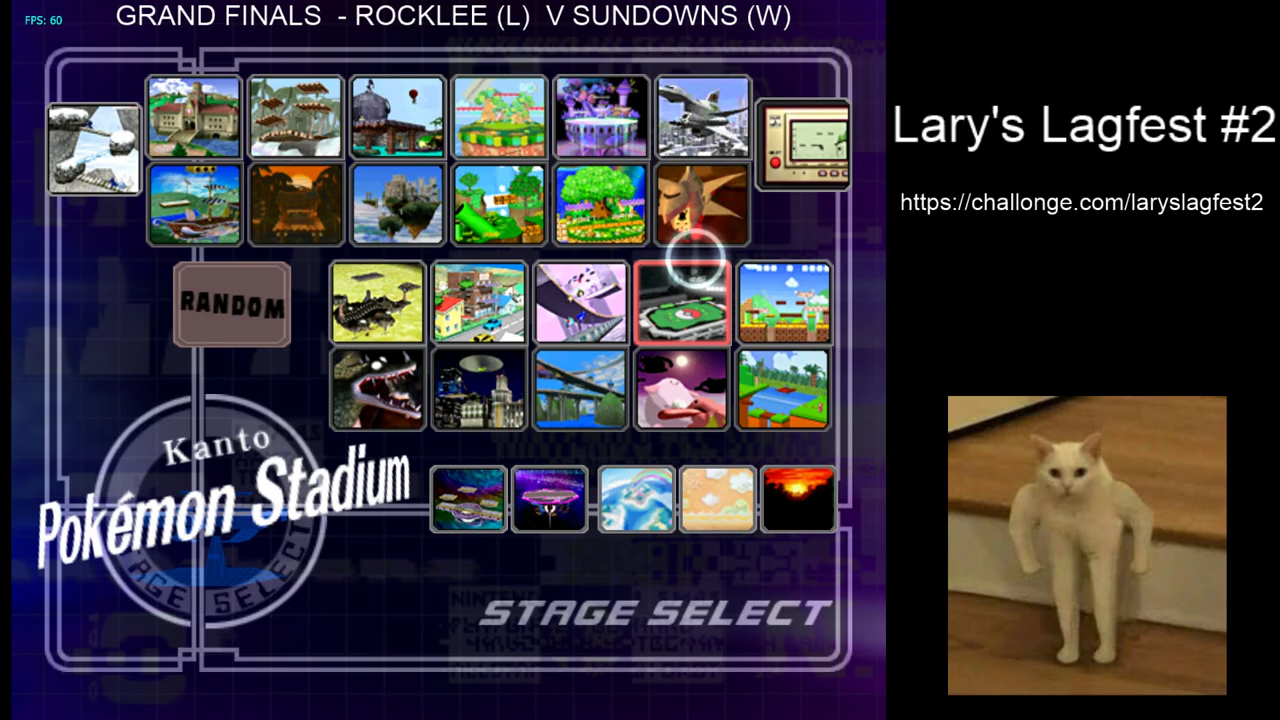 FPS: 60
GRAND FINALS - ROCKLEE (L) V SUNDOWNS (W)
Lary's Lagfest #2
https://challonge.com/laryslagfest2
RANDOM
Kanto
Pokémon Stadium
STAGE SELECT